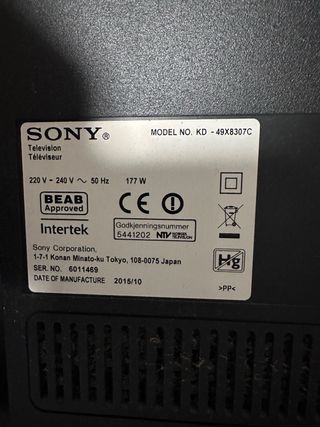 SONY® MODEL NO. KD - 49X8307C
Television
Téléviseur
220 V - 240 V ~ 50 Hz 177 W
BEAB
Approved
Intertek
CE
Godkjenningsnummer
5441202 NTV
Sony Corporation,
1-7-1 Konan Minato-ku Tokyo, 108-0075 Japan
SER. NO. 6011469
DATE OF MANUFACTURE 2015/10
Hg
>PP<